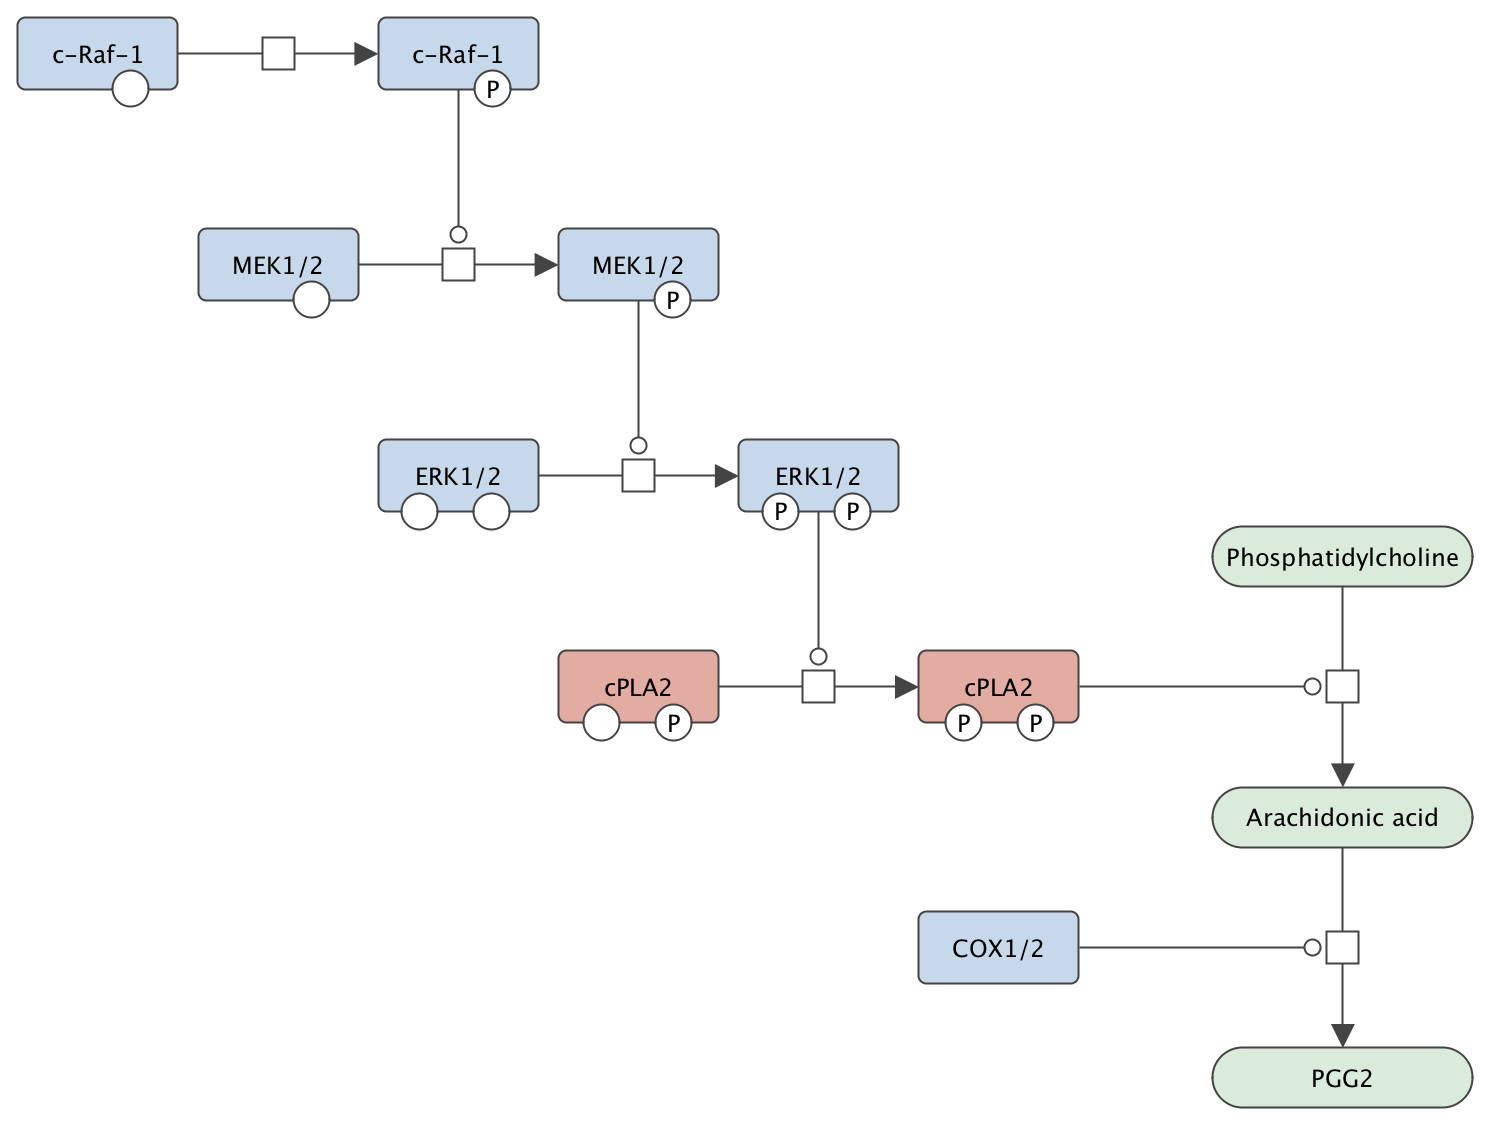 c-Raf-1
c-Raf-1
P
MEK1/2
MEK1/2
P
ERK1/2
ERK1/2
P
P
Phosphatidylcholine
cPLA2
P
cPLA2
P
P
Arachidonic acid
COX1/2
PGG2